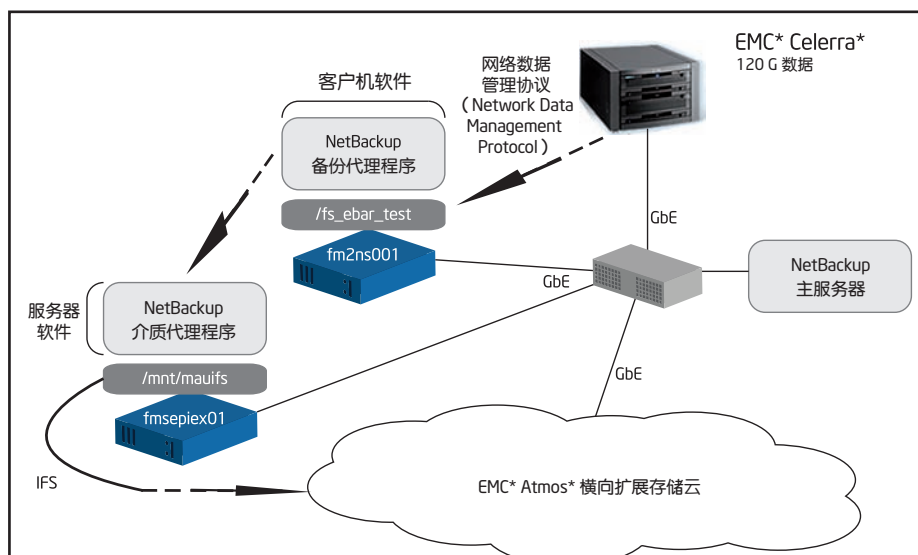 EMC* Celerra*
120 G 数据
网络数据
管理协议
( Network Data
Management
Protocol )
客户机软件
NetBackup
备份代理程序
/fs_ebar_test
fm2ns001
GbE
GbE
NetBackup
主服务器
服务器
软件
NetBackup
介质代理程序
/mnt/mauifs
fmsepiex01
GbE
IFS
EMC* Atmos* 横向扩展存储云